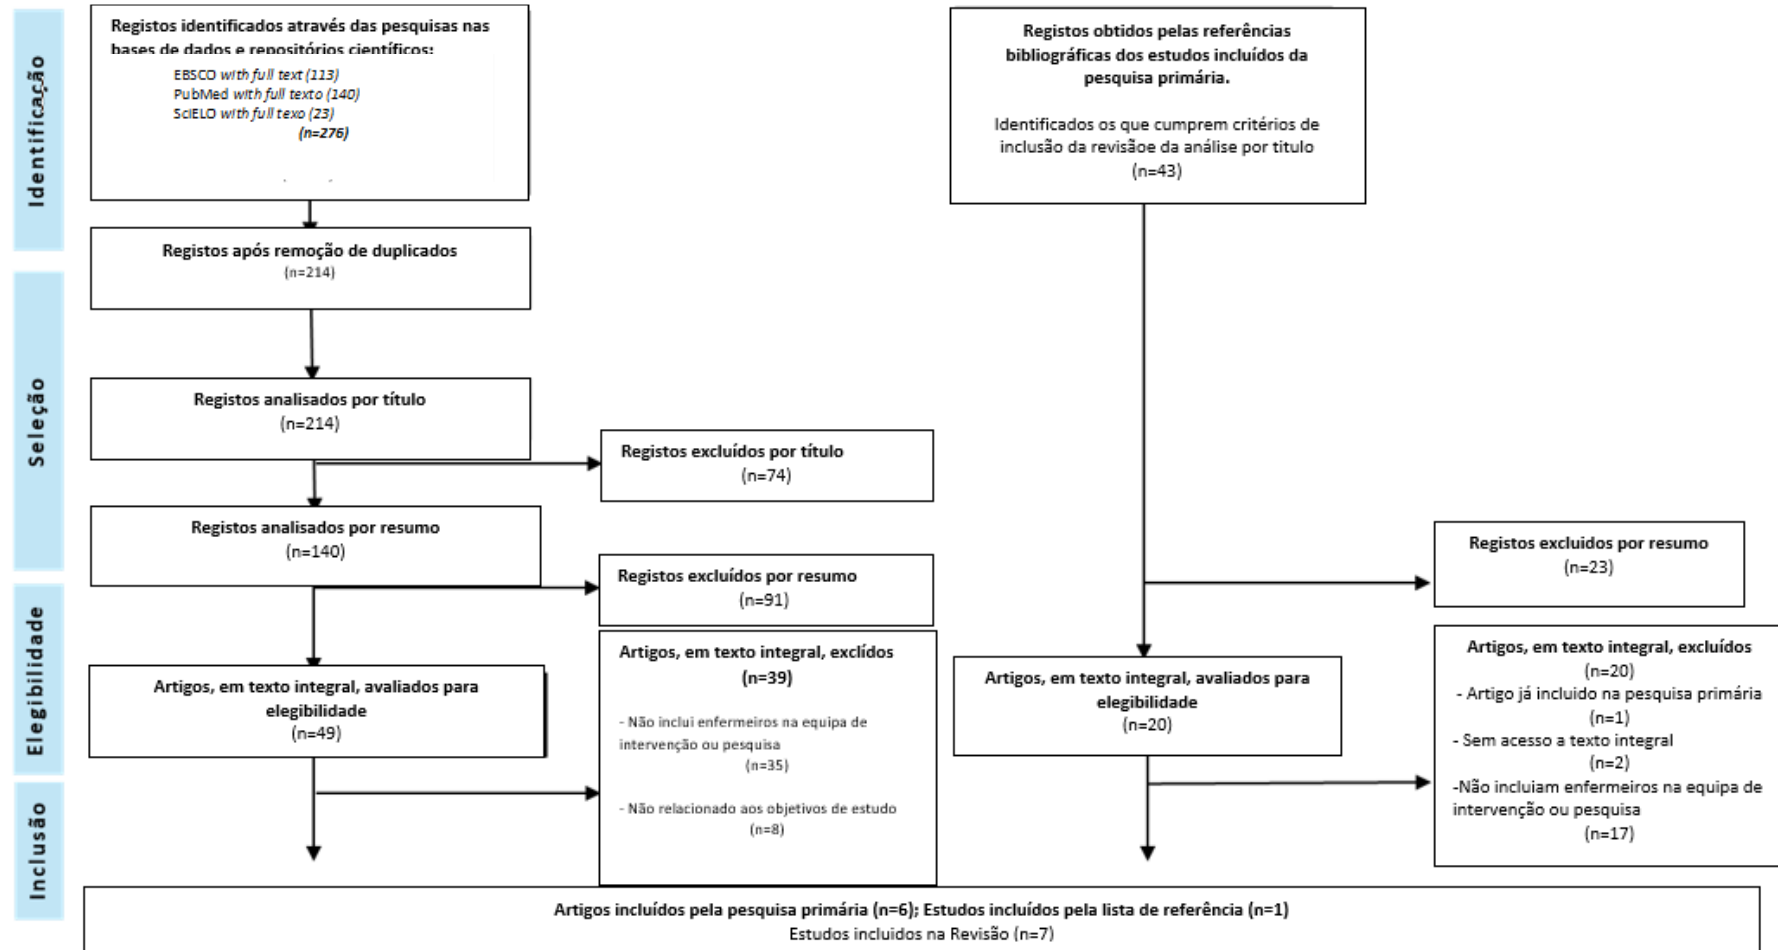 Identificação
Registos identificados através das pesquisas nas
bases de dados e repositórios científicos:
EBSCO with full text (113)
PubMed with full texto (140)
SciELO with full texo (23)
(n=276)
Registos obtidos pelas referências
bibliográficas dos estudos incluídos da
pesquisa primária.
Identificados os que cumprem critérios de
inclusão da revisãoe da análise por titulo
(n=43)
Registos após remoção de duplicados
(n=214)
Seleção
Registos analisados por título
(n=214)
Registos excluídos por título
(n=74)
Registos analisados por resumo
(n=140)
Registos excluídos por resumo
(n=91)
Registos excluidos por resumo
(n=23)
Elegibilidade
Artigos, em texto integral, avaliados para
elegibilidade
(n=49)
Artigos, em texto integral, exclídos
(n=39)
- Não inclui enfermeiros na equipa de
intervenção ou pesquisa
(n=35)
- Não relacionado aos objetivos de estudo
(n=8)
Artigos, em texto integral, avaliados para
elegibilidade
(n=20)
Artigos, em texto integral, excluídos
(n=20)
- Artigo já incluido na pesquisa primária
(n=1)
- Sem acesso a texto integral
(n=2)
-Não incluiam enfermeiros na equipa de
intervenção ou pesquisa
(n=17)
Inclusão
Artigos incluídos pela pesquisa primária (n=6); Estudos incluídos pela lista de referência (n=1)
Estudos incluidos na Revisão (n=7)